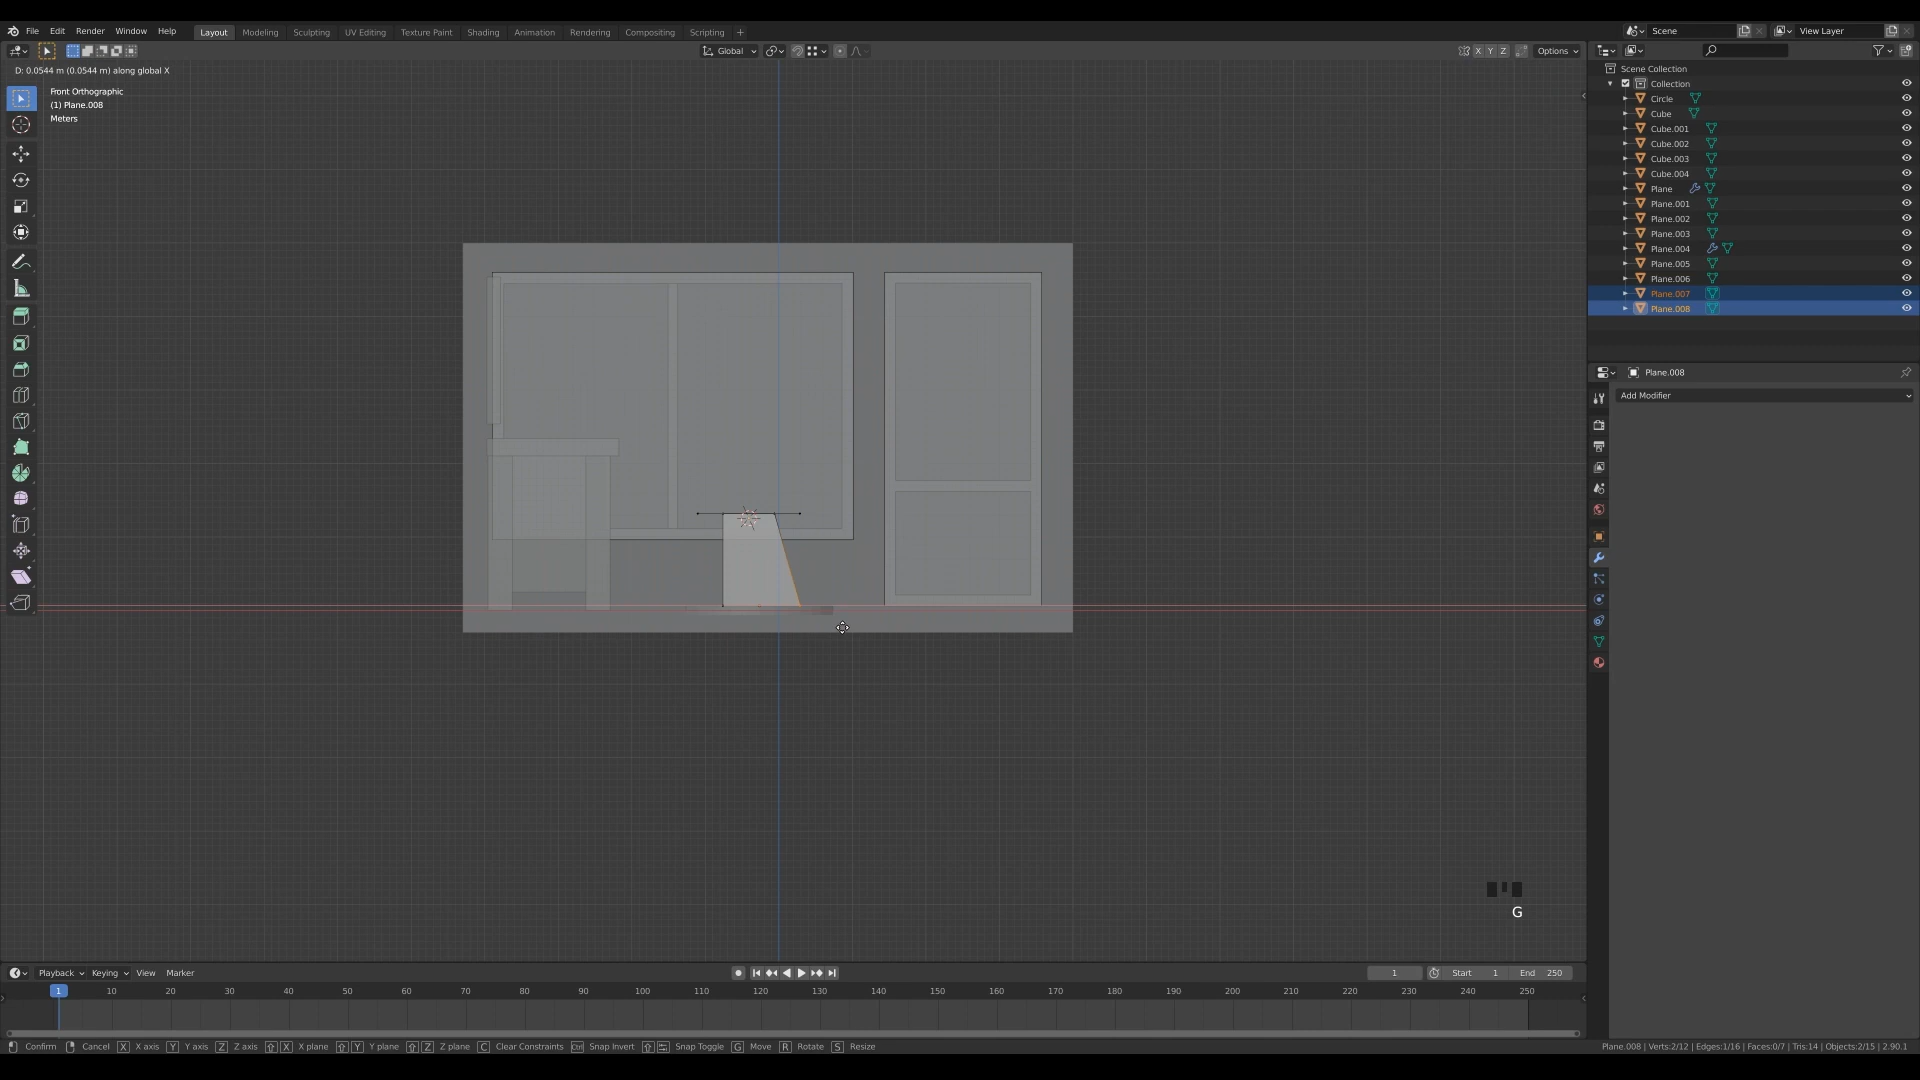 File Edit Render Window Help Layout Modeling Sculpting UV Editing Texture Paint Shading Animation Rendering Compositing Scripting + Scene View Layer
Global X Y Z Options
D: 0.0544 m (0.0544 m) along global X
Front Orthographic
(1) Plane.008
Meters
Scene Collection
Collection
Circle
Cube
Cube.001
Cube.002
Cube.003
Cube.004
Plane
Plane.001
Plane.002
Plane.003
Plane.004
Plane.005
Plane.006
Plane.007
Plane.008
Plane.008
Add Modifier
G
Playback Keying View Marker 1 Start 1 End 250
1 10 20 30 40 50 60 70 80 90 100 110 120 130 140 150 160 170 180 190 200 210 220 230 240 250
Confirm Cancel X X axis Y Y axis Z Z axis X X plane Y Y plane Z Z plane C Clear Constraints Ctrl Snap Invert Snap Toggle G Move R Rotate S Resize Plane.008 | Verts:2/12 | Edges:1/16 | Faces:0/7 | Tris:14 | Objects:2/15 | 2.90.1